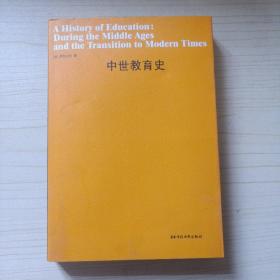 A History of Education:
During the Middle Ages
and the Transition to Modern Times
中世教育史